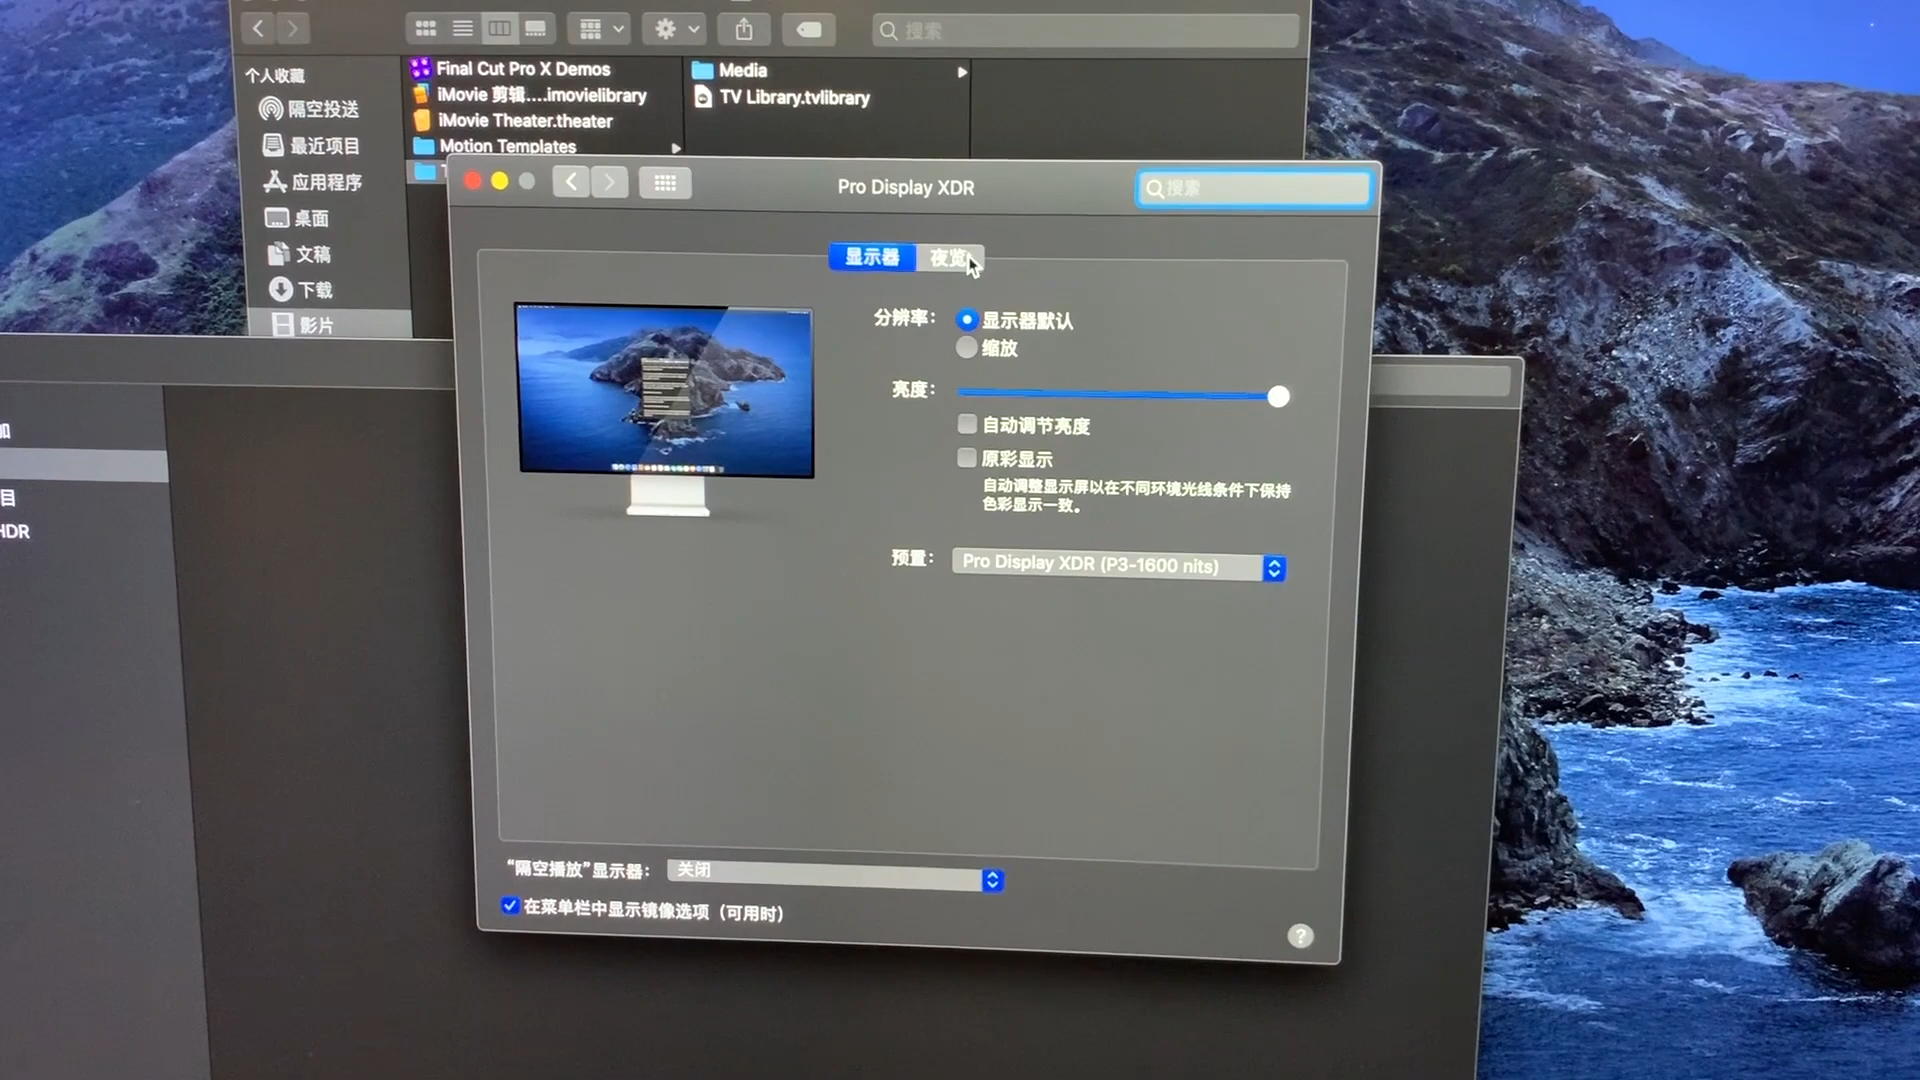 搜索
个人收藏
Final Cut Pro X Demos
Media
iMovie 剪辑....imovielibrary
TV Library.tvlibrary
隔空投送
iMovie Theater.theater
最近项目
Motion Templates
应用程序
桌面
文稿
下载
影片
Pro Display XDR
搜索
显示器
夜览
分辨率：
显示器默认
缩放
亮度：
自动调节亮度
原彩显示
自动调整显示屏以在不同环境光线条件下保持
色彩显示一致。
预置：
Pro Display XDR (P3-1600 nits)
“隔空播放”显示器：
关闭
在菜单栏中显示镜像选项（可用时）
?
目
HDR